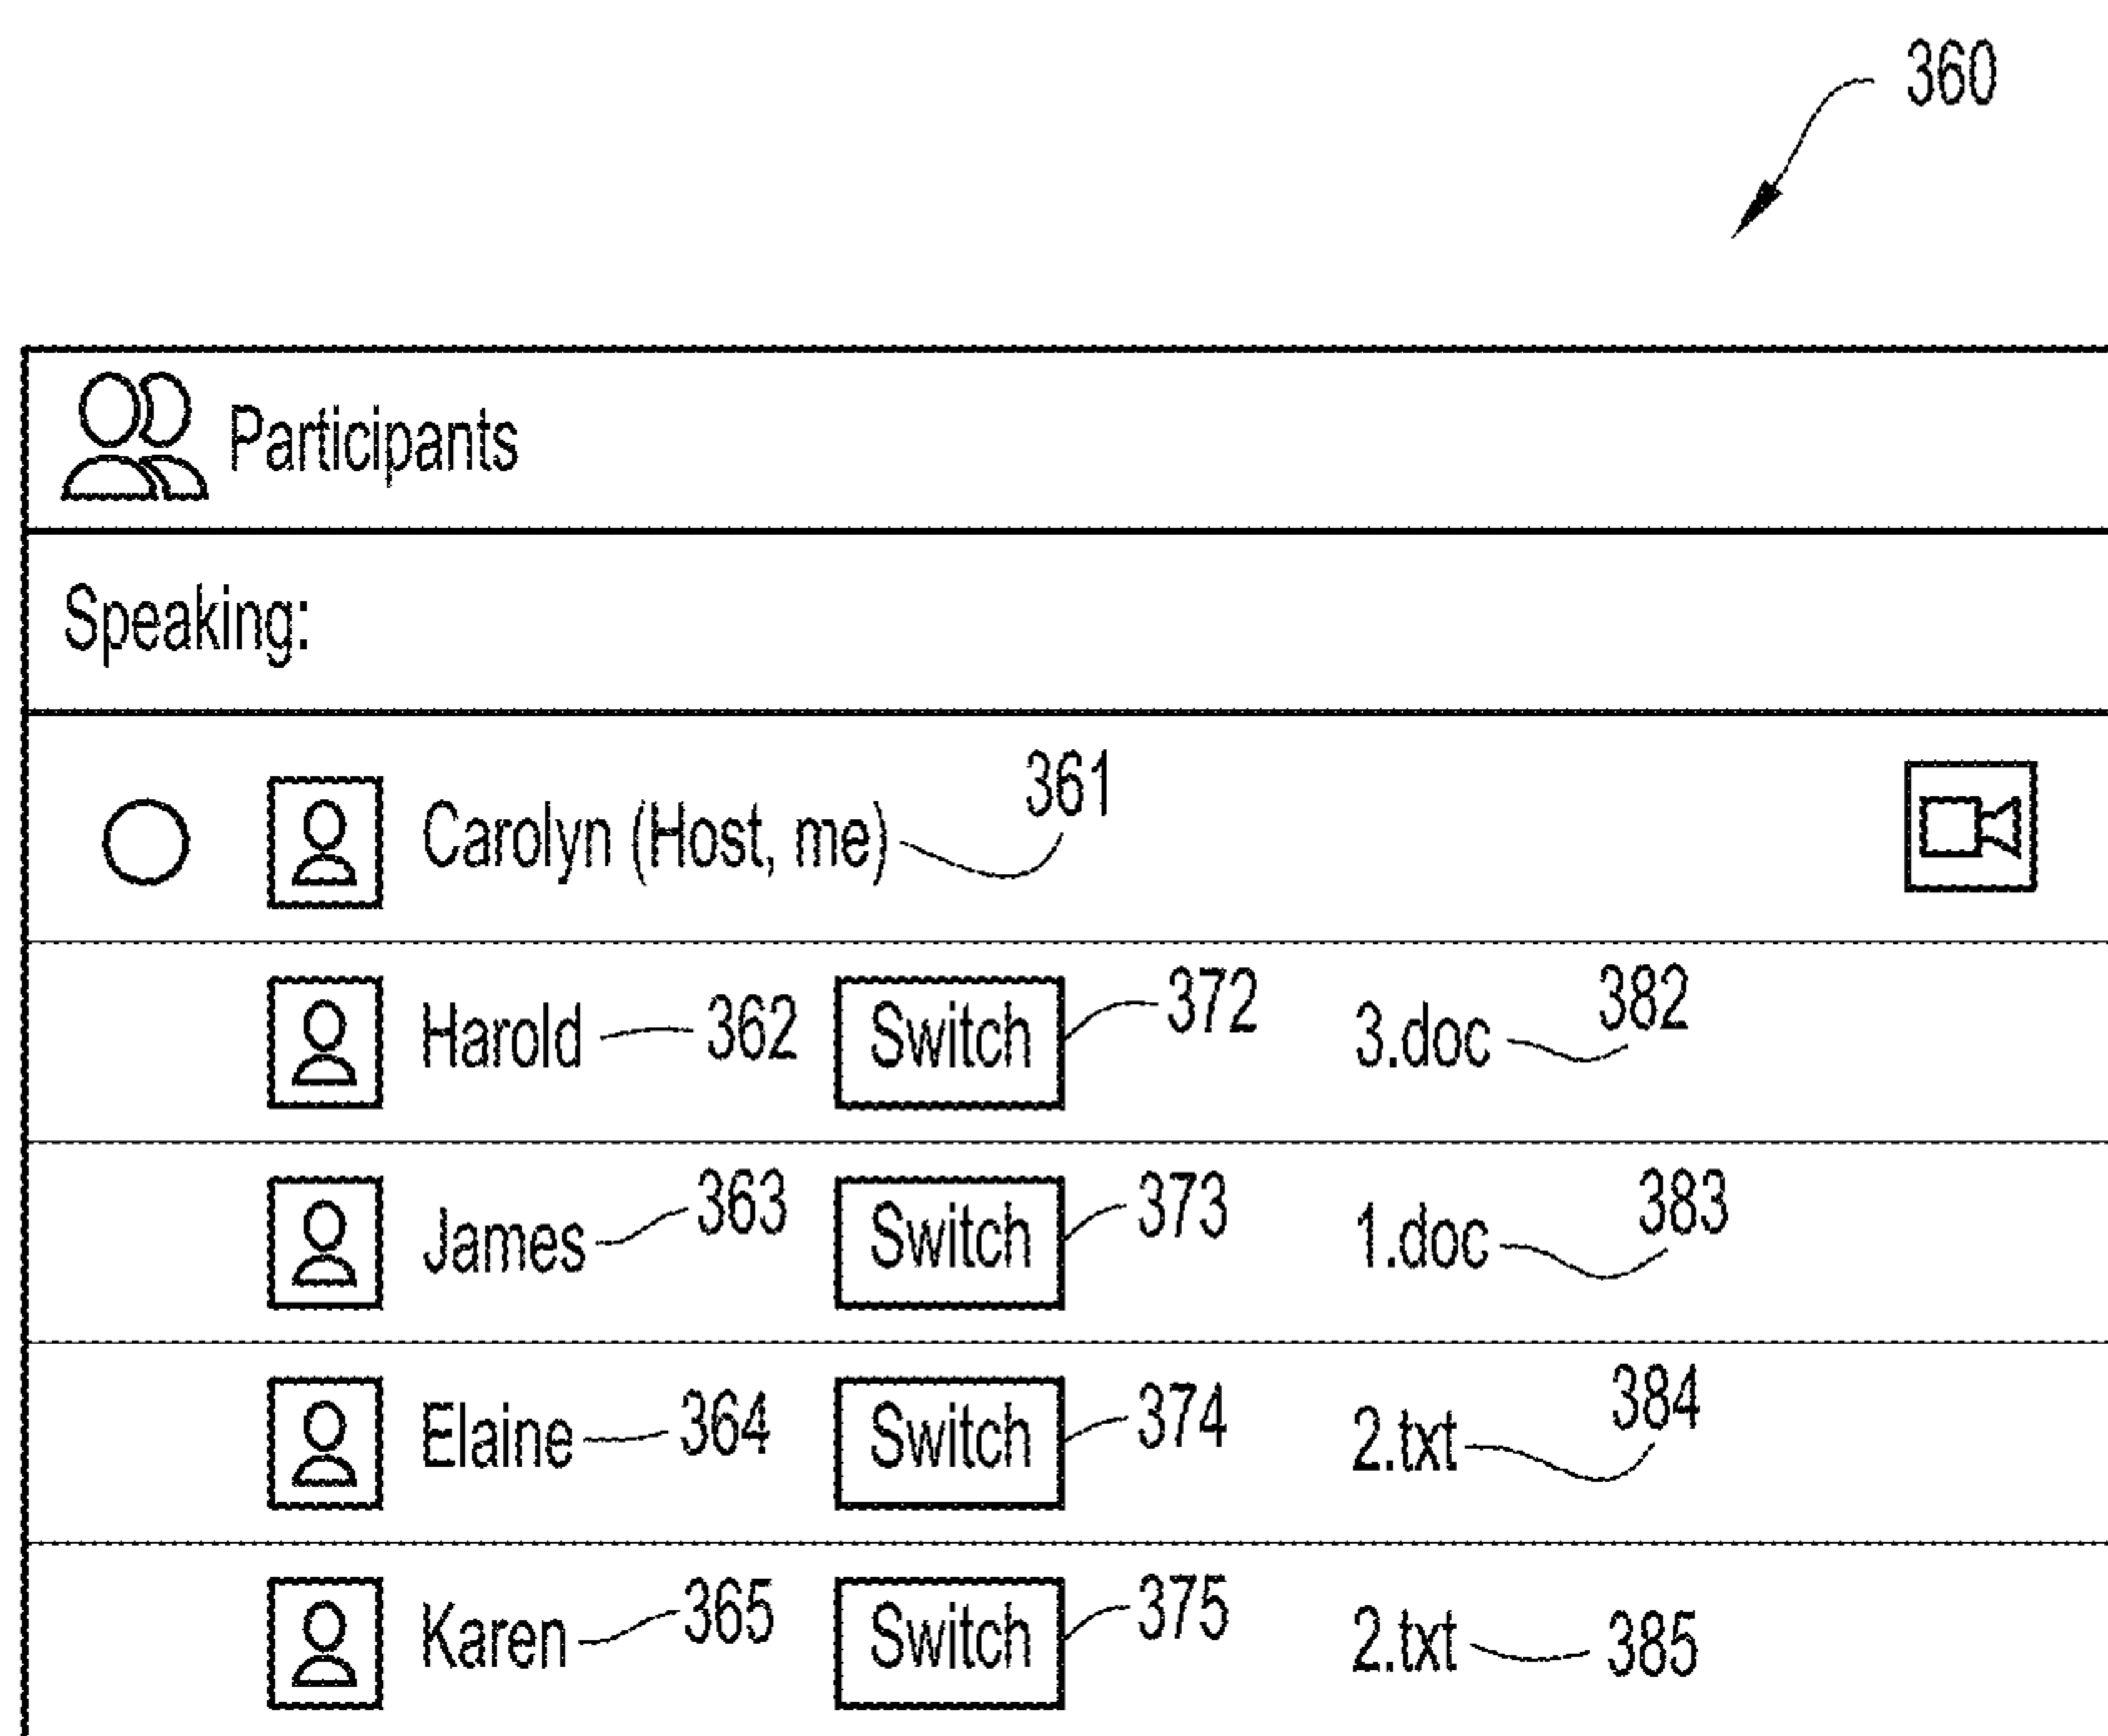 360
Participants
Speaking:
Carolyn (Host, me) 361
Harold 362 Switch 372 3.doc 382
James 363 Switch 373 1.doc 383
Elaine 364 Switch 374 2.txt 384
Karen 365 Switch 375 2.txt 385